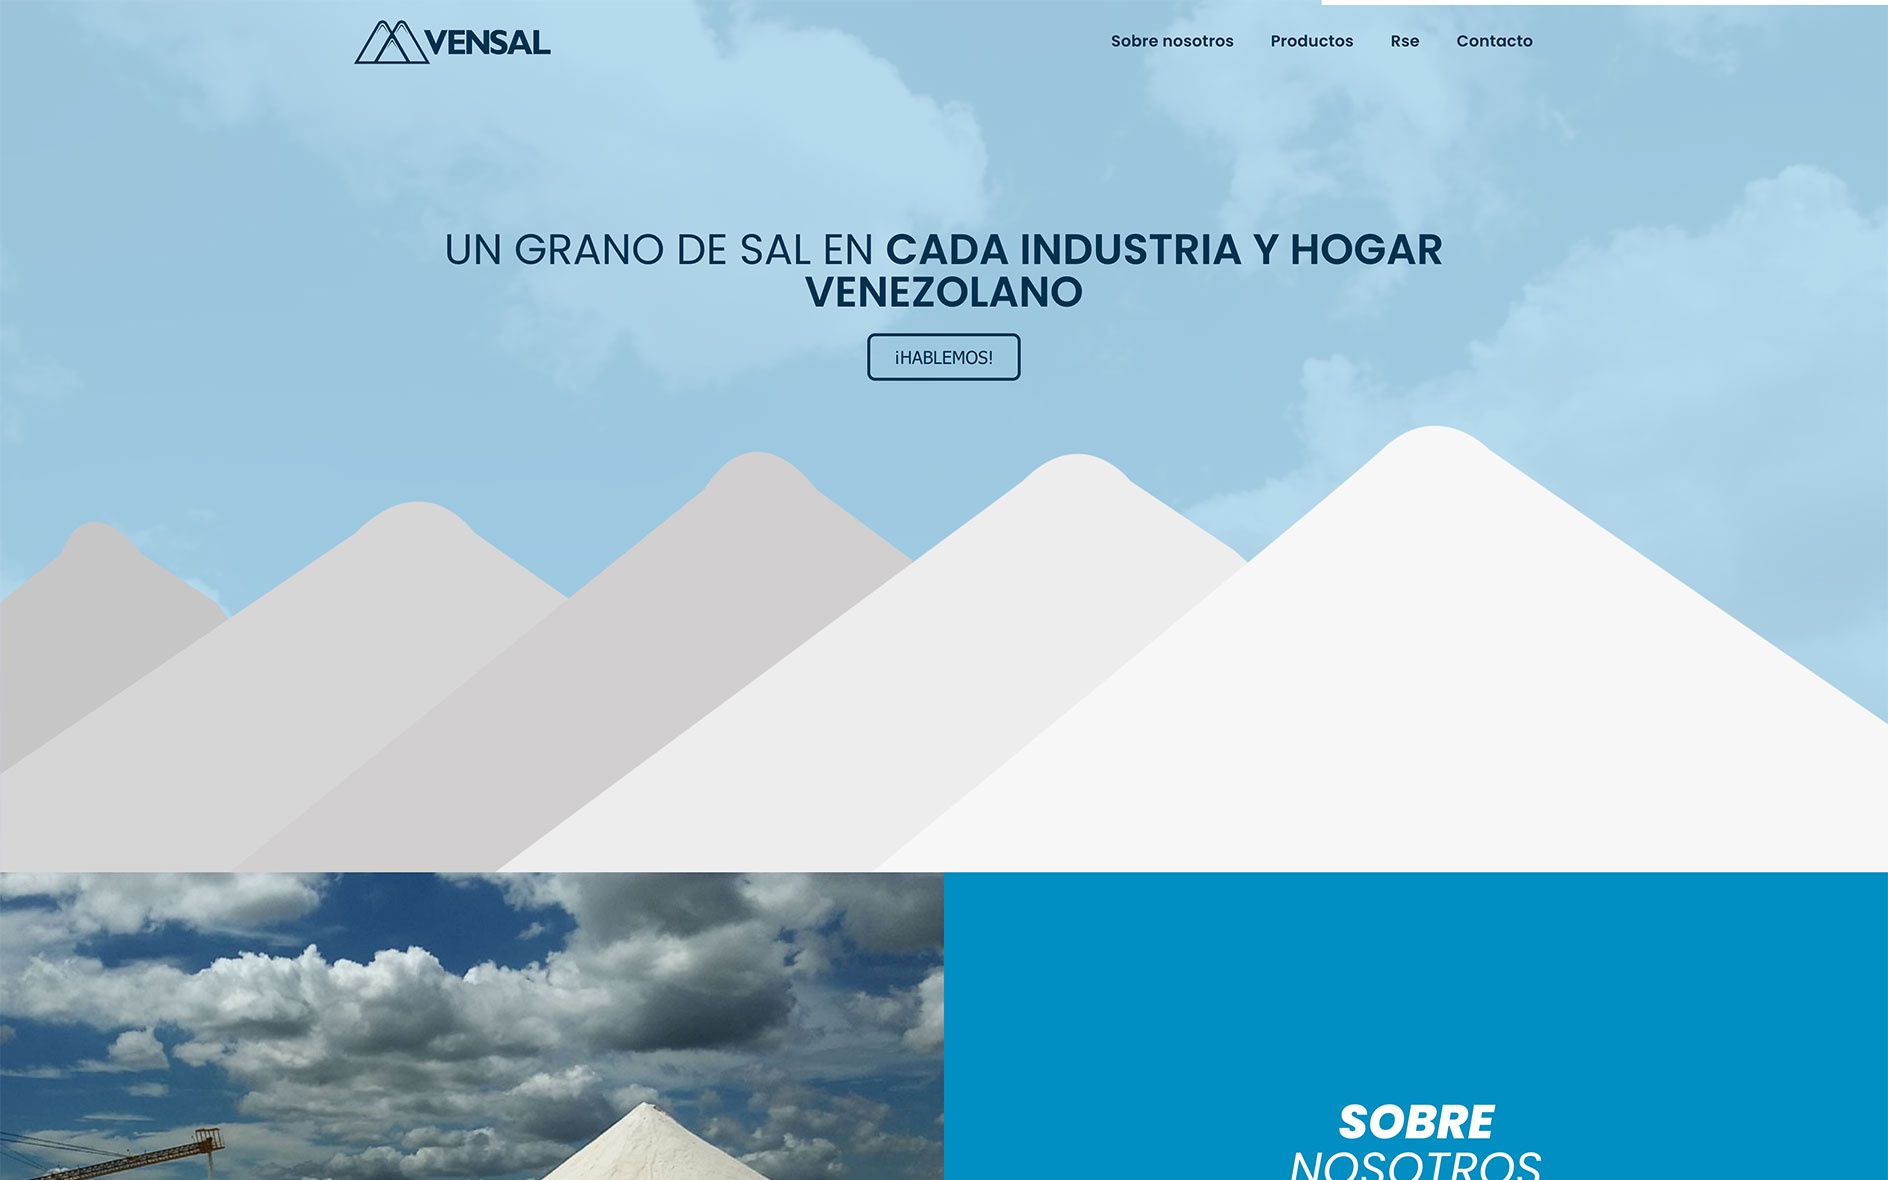 VENSAL
Sobre nosotros Productos Rse Contacto
UN GRANO DE SAL EN CADA INDUSTRIA Y HOGAR
VENEZOLANO
¡HABLEMOS!
SOBRE
NOSOTROS